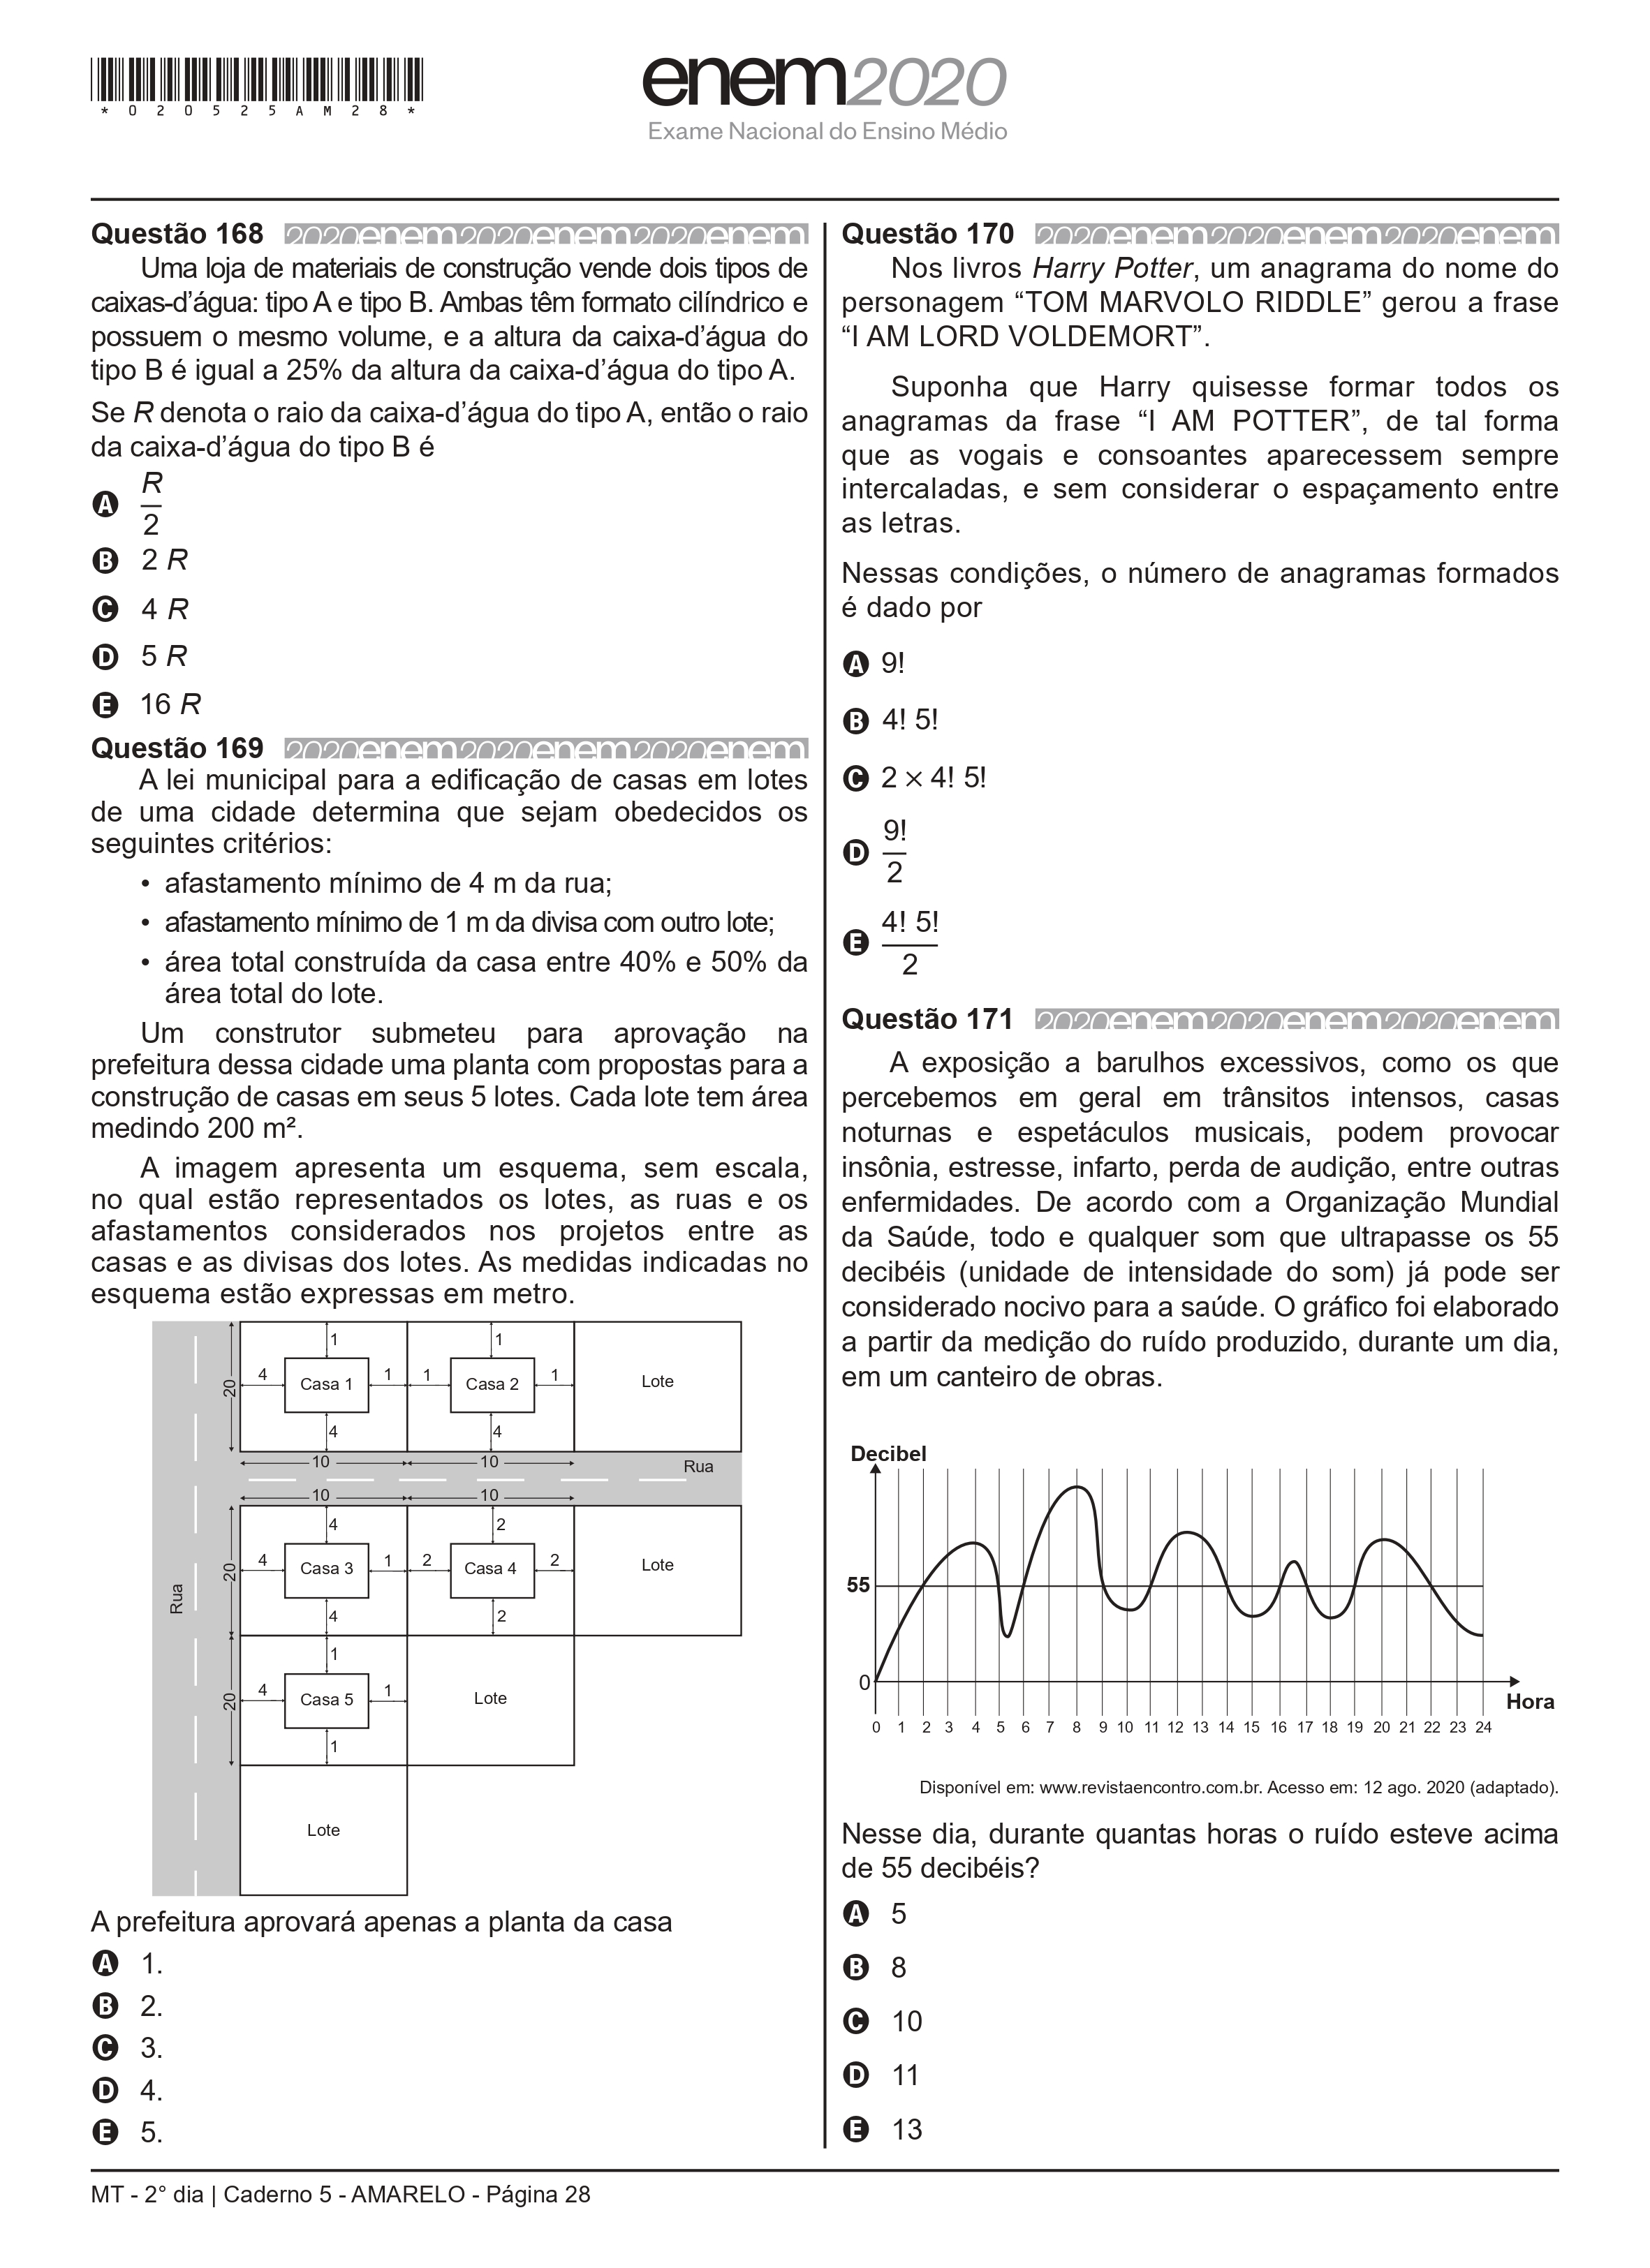 *020525AM28*
enem2020
Exame Nacional do Ensino Médio
Questão 168 2020enem2020enem2020enem
Uma loja de materiais de construção vende dois tipos de
caixas-d’água: tipo A e tipo B. Ambas têm formato cilíndrico e
possuem o mesmo volume, e a altura da caixa-d’água do
tipo B é igual a 25% da altura da caixa-d’água do tipo A.
Se R denota o raio da caixa-d’água do tipo A, então o raio
da caixa-d’água do tipo B é
A R/2
B 2 R
C 4 R
D 5 R
E 16 R
Questão 169 2020enem2020enem2020enem
A lei municipal para a edificação de casas em lotes
de uma cidade determina que sejam obedecidos os
seguintes critérios:
• afastamento mínimo de 4 m da rua;
• afastamento mínimo de 1 m da divisa com outro lote;
• área total construída da casa entre 40% e 50% da
área total do lote.
Um construtor submeteu para aprovação na
prefeitura dessa cidade uma planta com propostas para a
construção de casas em seus 5 lotes. Cada lote tem área
medindo 200 m².
A imagem apresenta um esquema, sem escala,
no qual estão representados os lotes, as ruas e os
afastamentos considerados nos projetos entre as
casas e as divisas dos lotes. As medidas indicadas no
esquema estão expressas em metro.
1 1
20 4 Casa 1 1 1 Casa 2 1 Lote
4 4
10 10 Rua
10 10
4 2
20 4 Casa 3 1 2 Casa 4 2 Lote
Rua
4 2
1
20 4 Casa 5 1 Lote
1
Lote
A prefeitura aprovará apenas a planta da casa
A 1.
B 2.
C 3.
D 4.
E 5.
Questão 170 2020enem2020enem2020enem
Nos livros Harry Potter, um anagrama do nome do
personagem “TOM MARVOLO RIDDLE” gerou a frase
“I AM LORD VOLDEMORT”.
Suponha que Harry quisesse formar todos os
anagramas da frase “I AM POTTER”, de tal forma
que as vogais e consoantes aparecessem sempre
intercaladas, e sem considerar o espaçamento entre
as letras.
Nessas condições, o número de anagramas formados
é dado por
A 9!
B 4! 5!
C 2 × 4! 5!
D 9!/2
E 4! 5!/2
Questão 171 2020enem2020enem2020enem
A exposição a barulhos excessivos, como os que
percebemos em geral em trânsitos intensos, casas
noturnas e espetáculos musicais, podem provocar
insônia, estresse, infarto, perda de audição, entre outras
enfermidades. De acordo com a Organização Mundial
da Saúde, todo e qualquer som que ultrapasse os 55
decibéis (unidade de intensidade do som) já pode ser
considerado nocivo para a saúde. O gráfico foi elaborado
a partir da medição do ruído produzido, durante um dia,
em um canteiro de obras.
Decibel
55
0
Hora
0 1 2 3 4 5 6 7 8 9 10 11 12 13 14 15 16 17 18 19 20 21 22 23 24
Disponível em: www.revistaencontro.com.br. Acesso em: 12 ago. 2020 (adaptado).
Nesse dia, durante quantas horas o ruído esteve acima
de 55 decibéis?
A 5
B 8
C 10
D 11
E 13
MT - 2° dia | Caderno 5 - AMARELO - Página 28